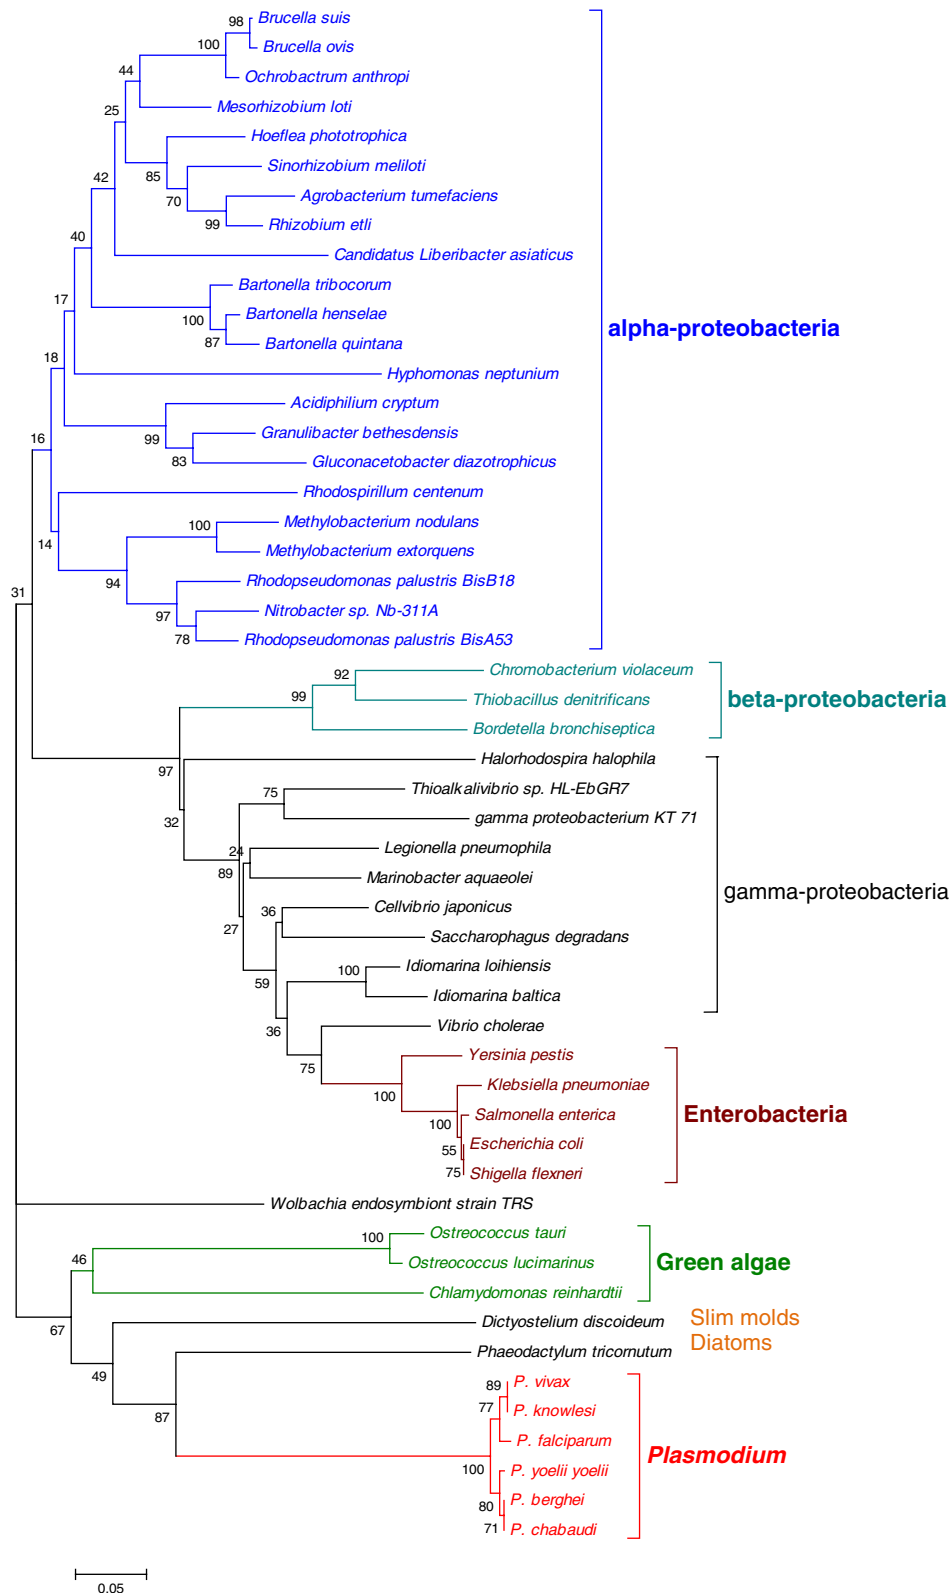 98
Brucella suis
100
Brucella ovis
44
Ochrobactrum anthropi
25
Mesorhizobium loti
Hoeflea phototrophica
85
Sinorhizobium meliloti
42
70
Agrobacterium tumefaciens
99
Rhizobium etli
40
Candidatus Liberibacter asiaticus
Bartonella tribocorum
17
100
Bartonella henselae
alpha-proteobacteria
87
Bartonella quintana
18
Hyphomonas neptunium
Acidiphilium cryptum
16
99
Granulibacter bethesdensis
83
Gluconacetobacter diazotrophicus
Rhodospirillum centenum
14
100
Methylobacterium nodulans
Methylobacterium extorquens
94
Rhodopseudomonas palustris BisB18
31
97
Nitrobacter sp. Nb-311A
78
Rhodopseudomonas palustris BisA53
92
Chromobacterium violaceum
99
Thiobacillus denitrificans
beta-proteobacteria
Bordetella bronchiseptica
97
Halorhodospira halophila
75
Thioalkalivibrio sp. HL-EbGR7
32
gamma proteobacterium KT 71
24
Legionella pneumophila
89
Marinobacter aquaeolei
gamma-proteobacteria
36
Cellvibrio japonicus
27
Saccharophagus degradans
100
Idiomarina loihiensis
59
Idiomarina baltica
36
Vibrio cholerae
75
Yersinia pestis
100
Klebsiella pneumoniae
100
Salmonella enterica
Enterobacteria
55
Escherichia coli
75
Shigella flexneri
Wolbachia endosymbiont strain TRS
100
Ostreococcus tauri
46
Ostreococcus lucimarinus
Green algae
Chlamydomonas reinhardtii
67
Dictyostelium discoideum
Slim molds
49
Phaeodactylum tricornutum
Diatoms
89
P. vivax
77
P. knowlesi
87
P. falciparum
Plasmodium
100
P. yoelii yoelii
80
P. berghei
71
P. chabaudi
0.05